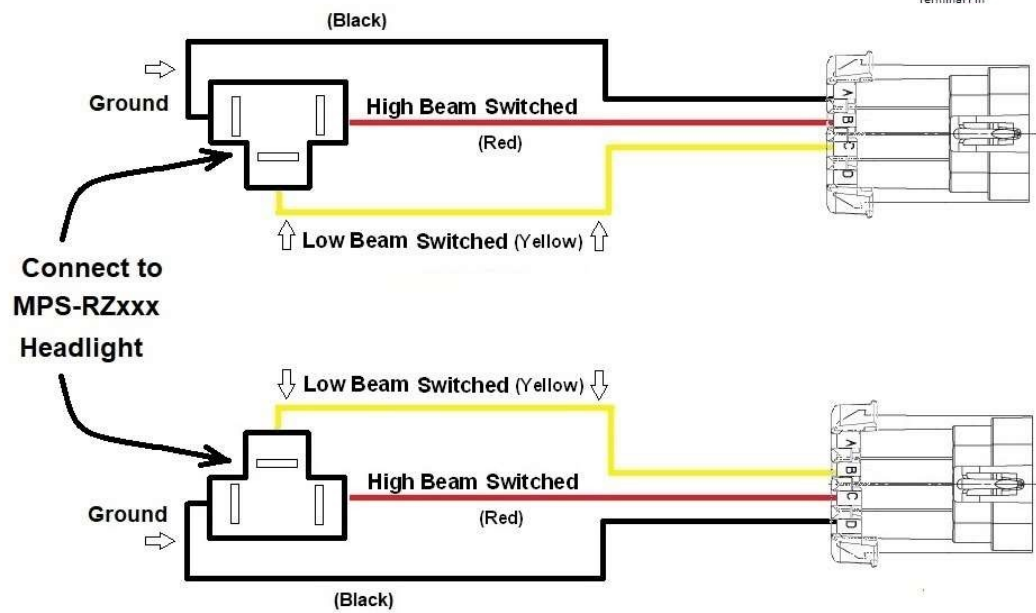 (Black)
Ground
High Beam Switched
(Red)
Low Beam Switched (Yellow)
A
B
C
D
Connect to
MPS-RZxxx
Headlight
Low Beam Switched (Yellow)
High Beam Switched
(Red)
Ground
(Black)
A
B
C
D